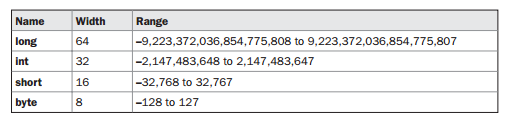 Name Width Range
long 64 –9,223,372,036,854,775,808 to 9,223,372,036,854,775,807
int 32 –2,147,483,648 to 2,147,483,647
short 16 –32,768 to 32,767
byte 8 –128 to 127